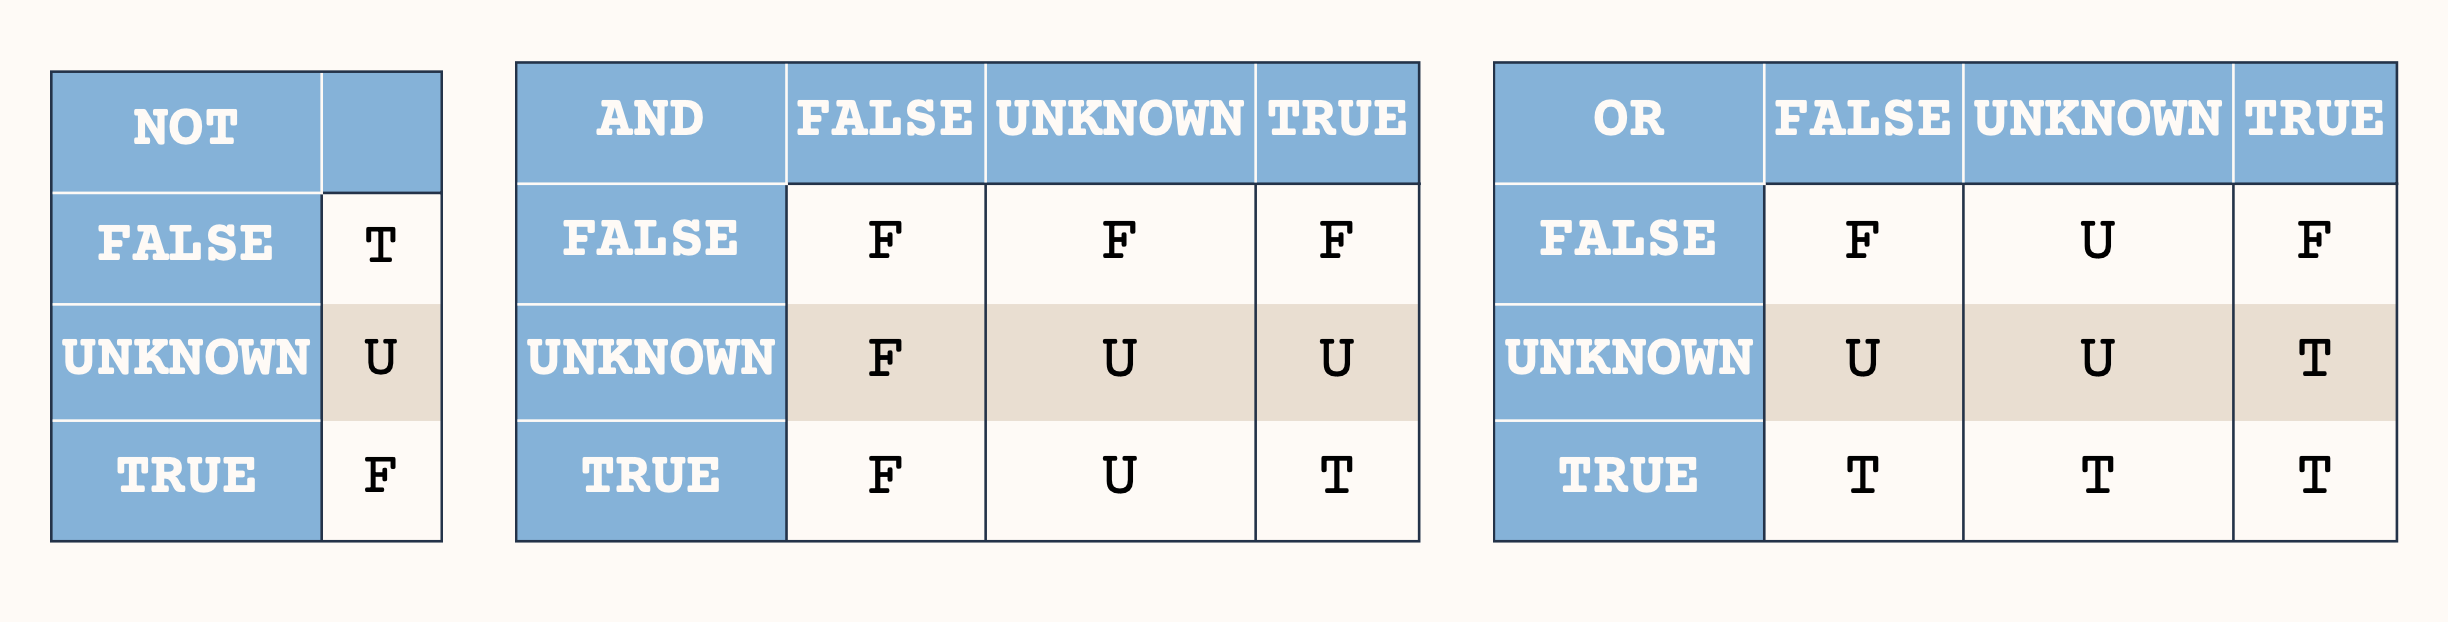 NOT
FALSE T
UNKNOWN U
TRUE F
AND FALSE UNKNOWN TRUE
FALSE F F F
UNKNOWN F U U
TRUE F U T
OR FALSE UNKNOWN TRUE
FALSE F U F
UNKNOWN U U T
TRUE T T T